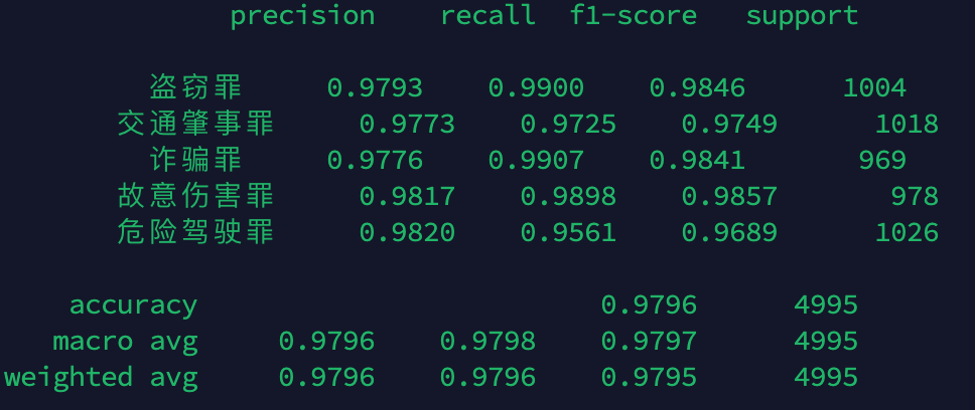 precision recall f1-score support
盗窃罪 0.9793 0.9900 0.9846 1004
交通肇事罪 0.9773 0.9725 0.9749 1018
诈骗罪 0.9776 0.9907 0.9841 969
故意伤害罪 0.9817 0.9898 0.9857 978
危险驾驶罪 0.9820 0.9561 0.9689 1026
accuracy 0.9796 4995
macro avg 0.9796 0.9798 0.9797 4995
weighted avg 0.9796 0.9796 0.9795 4995